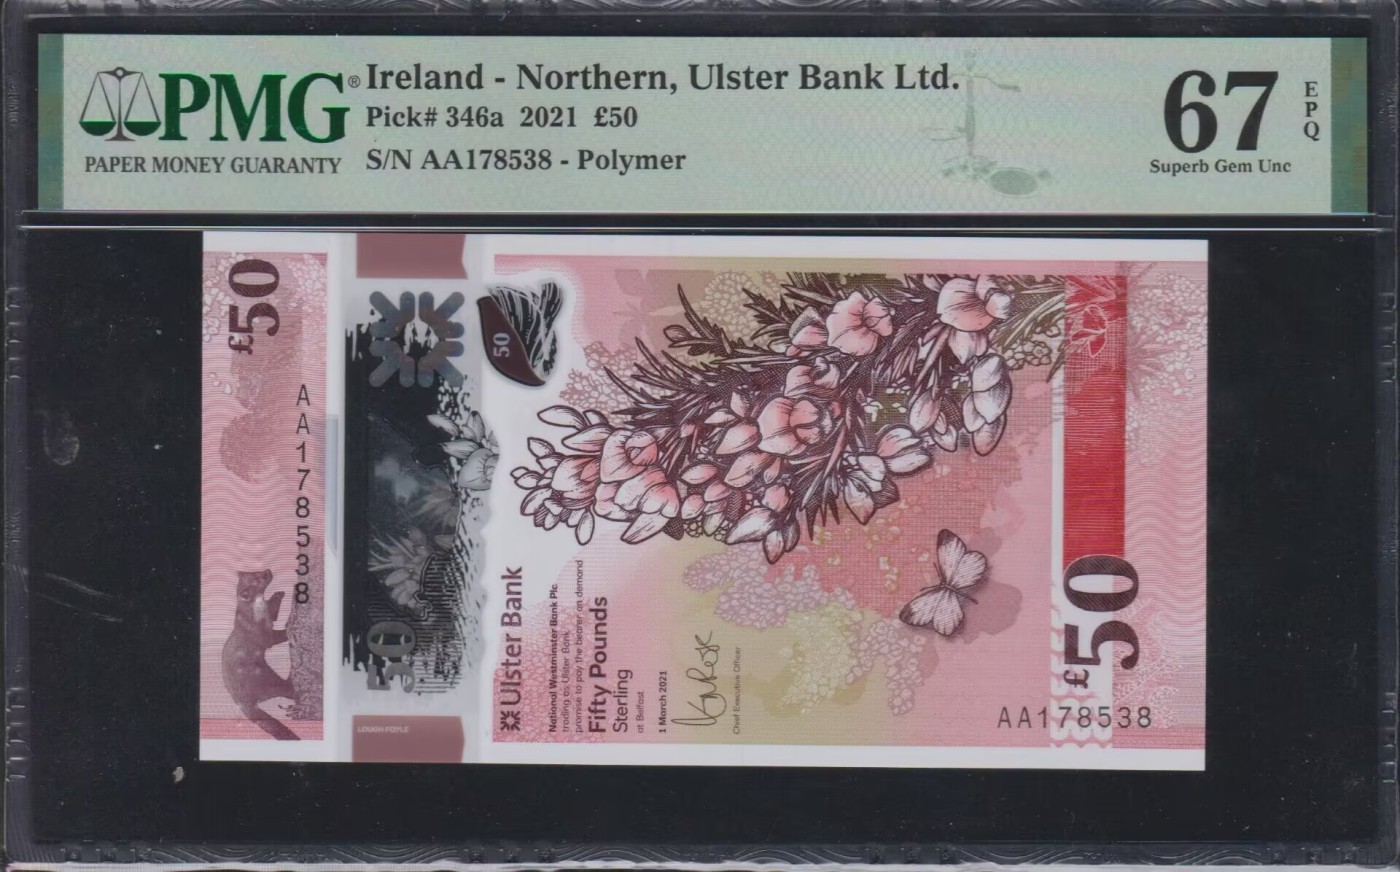 PMG®
PAPER MONEY GUARANTY
Ireland - Northern, Ulster Bank Ltd.
Pick# 346a 2021 £50
S/N AA178538 - Polymer
67
EPQ
Superb Gem Unc
£50
AA178538
50
50
LOUGH FOYLE
Ulster Bank
National Westminster Bank Plc
trading as Ulster Bank
promise to pay the bearer on demand
Fifty Pounds
Sterling
at Belfast
1 March 2021
Chief Executive Officer
£50
AA178538